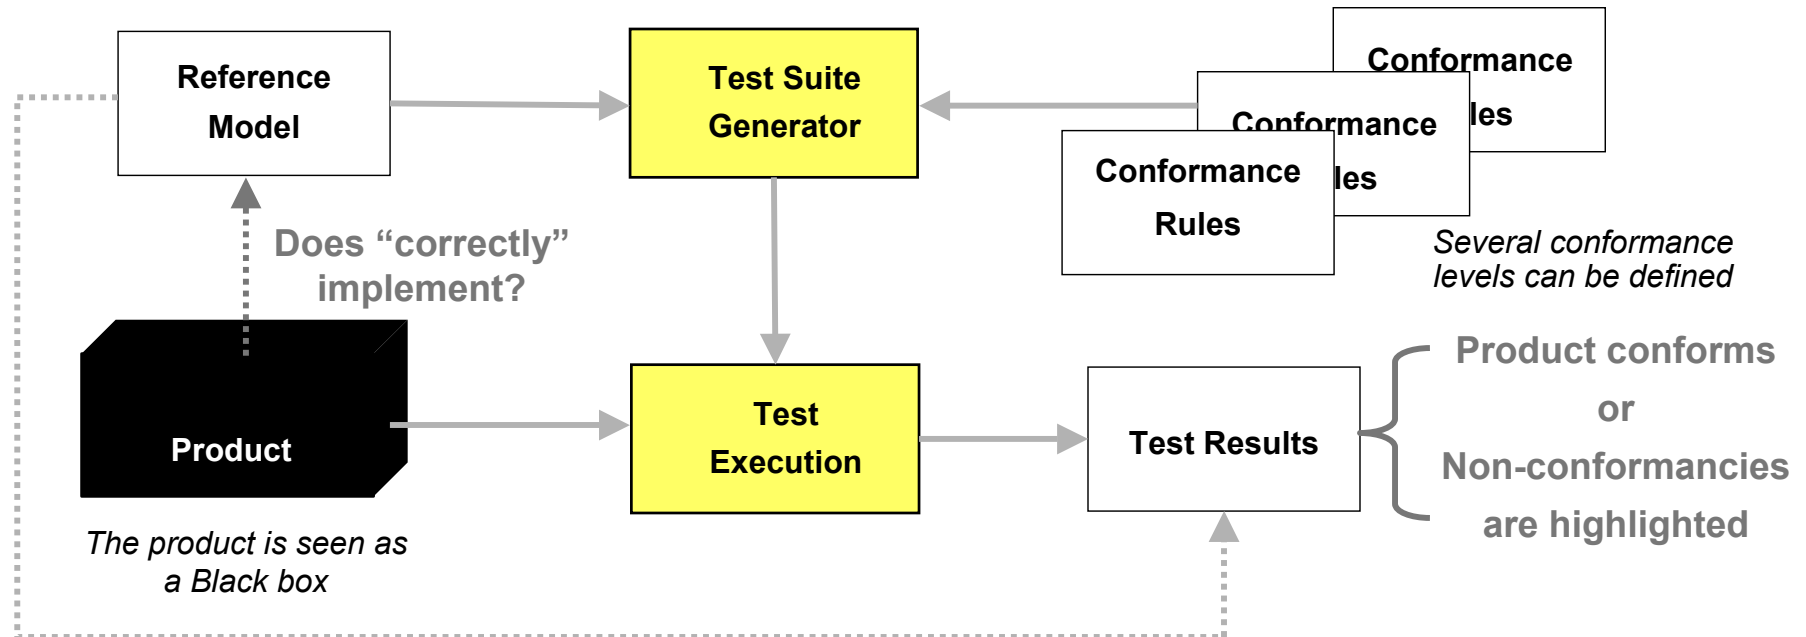 Reference
Model
Test Suite
Generator
Conformance
les
Conformance
les
Conformance
Rules
Several conformance
levels can be defined
Does “correctly”
implement?
Product
The product is seen as
a Black box
Test
Execution
Test Results
Product conforms
or
Non-conformancies
are highlighted